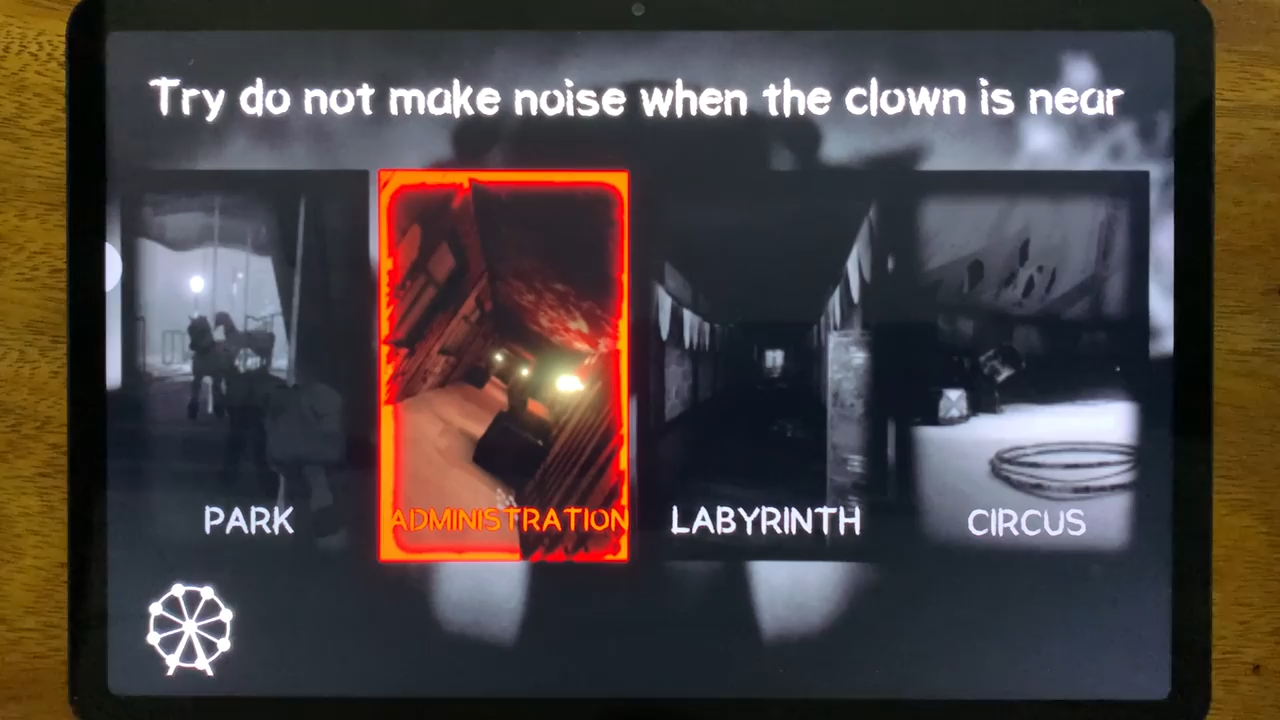 Try do not make noise when the clown is near
PARK
ADMINISTRATION
LABYRINTH
CIRCUS